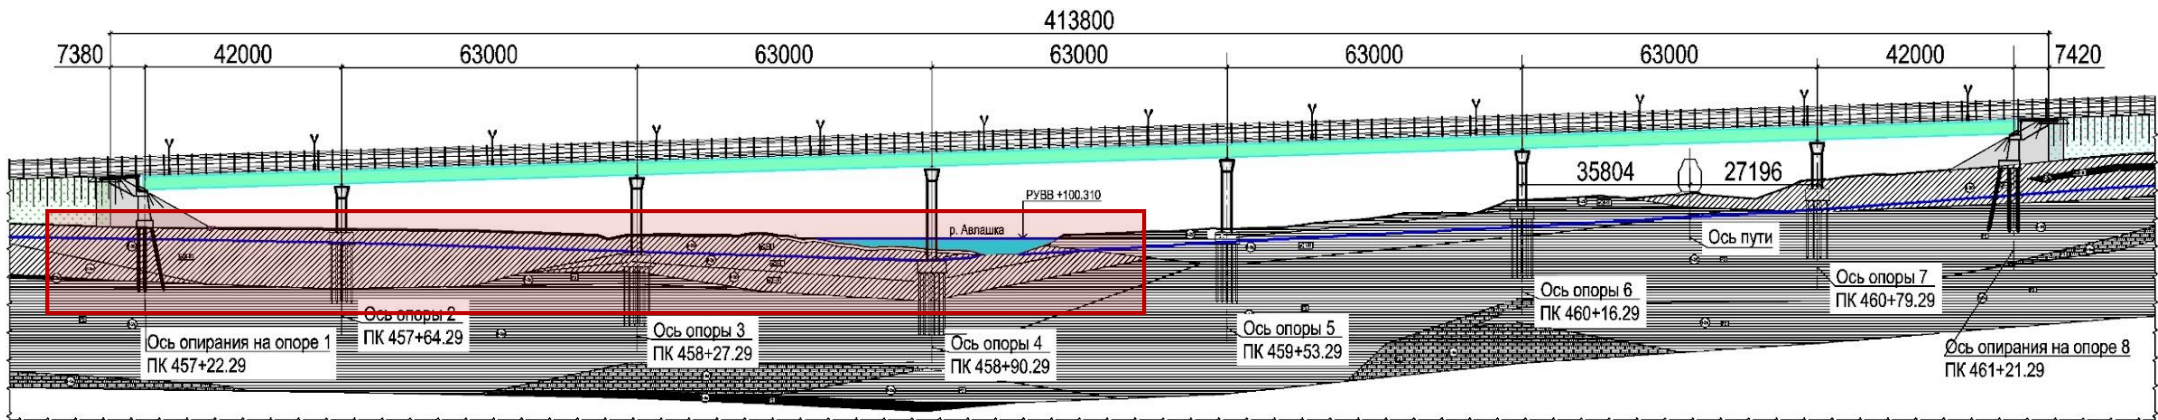 413800
7380 42000 63000 63000 63000 63000 63000 42000 7420
35804 27196
РУВВ +100.310
р. Авлашка
Ось пути
Ось опирания на опоре 1
ПК 457+22.29
Ось опоры 2
ПК 457+64.29
Ось опоры 3
ПК 458+27.29
Ось опоры 4
ПК 458+90.29
Ось опоры 5
ПК 459+53.29
Ось опоры 6
ПК 460+16.29
Ось опоры 7
ПК 460+79.29
Ось опирания на опоре 8
ПК 461+21.29